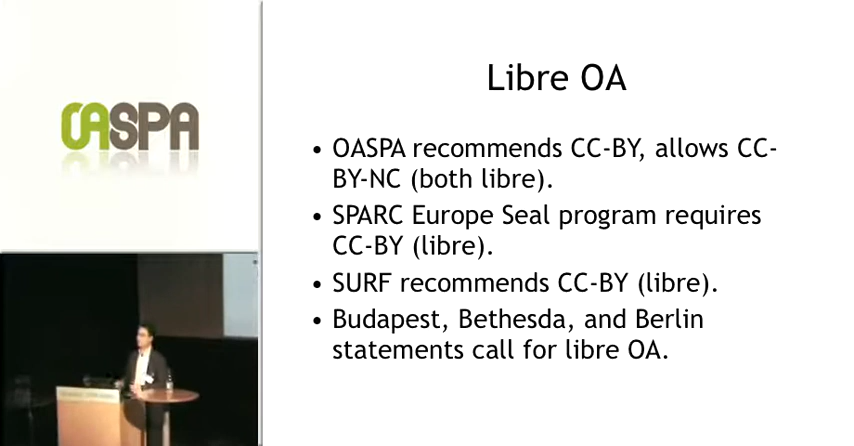 OASPA
Libre OA
• OASPA recommends CC-BY, allows CC-
BY-NC (both libre).
• SPARC Europe Seal program requires
CC-BY (libre).
• SURF recommends CC-BY (libre).
• Budapest, Bethesda, and Berlin
statements call for libre OA.